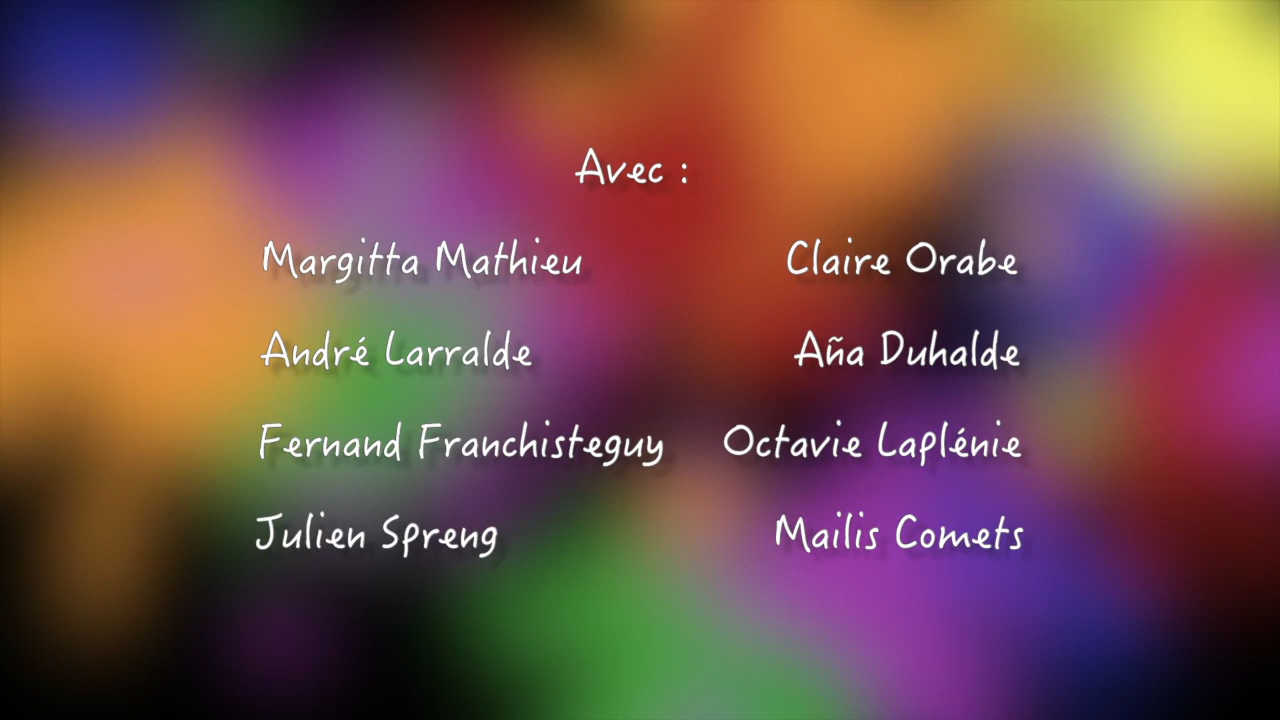 Avec :
Margitta Mathieu Claire Orabe
André Larralde Aña Duhalde
Fernand Franchisteguy Octavie Laplénie
Julien Spreng Mailis Comets